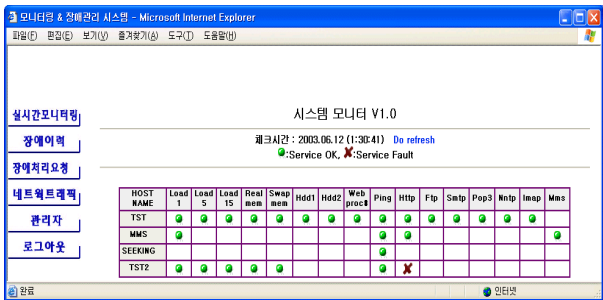 모니터링 & 장애관리 시스템 - Microsoft Internet Explorer
파일(F) 편집(E) 보기(V) 즐겨찾기(A) 도구(T) 도움말(H)
시스템 모니터 V1.0
체크시간 : 2003.06.12 (1:30:41) Do refresh
:Service OK, :Service Fault
실시간모니터링
장애이력
장애처리요청
네트웍트래픽
관리자
로그아웃
HOST NAME Load 1 Load 5 Load 15 Real mem Swap mem Hdd1 Hdd2 Web proc# Ping Http Ftp Smtp Pop3 Nntp Imap Mms
TST
MMS
SEEKING
TST2
완료 인터넷